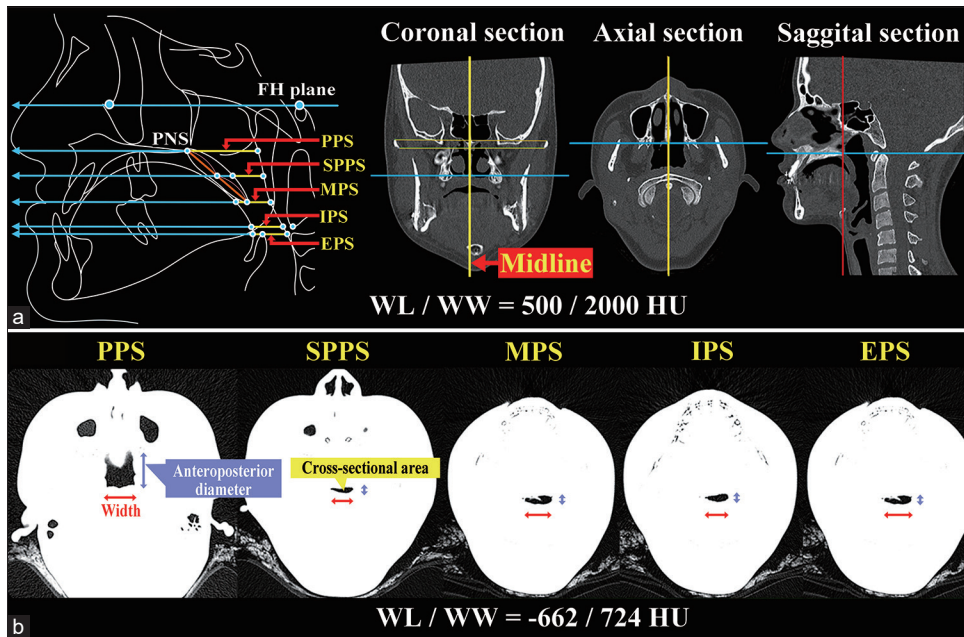 Coronal section
Axial section
Saggital section
FH plane
PNS
PPS
SPPS
MPS
IPS
EPS
Midline
WL / WW = 500 / 2000 HU
a
PPS
SPPS
MPS
IPS
EPS
Anteroposterior
diameter
Cross-sectional area
Width
WL / WW = -662 / 724 HU
b